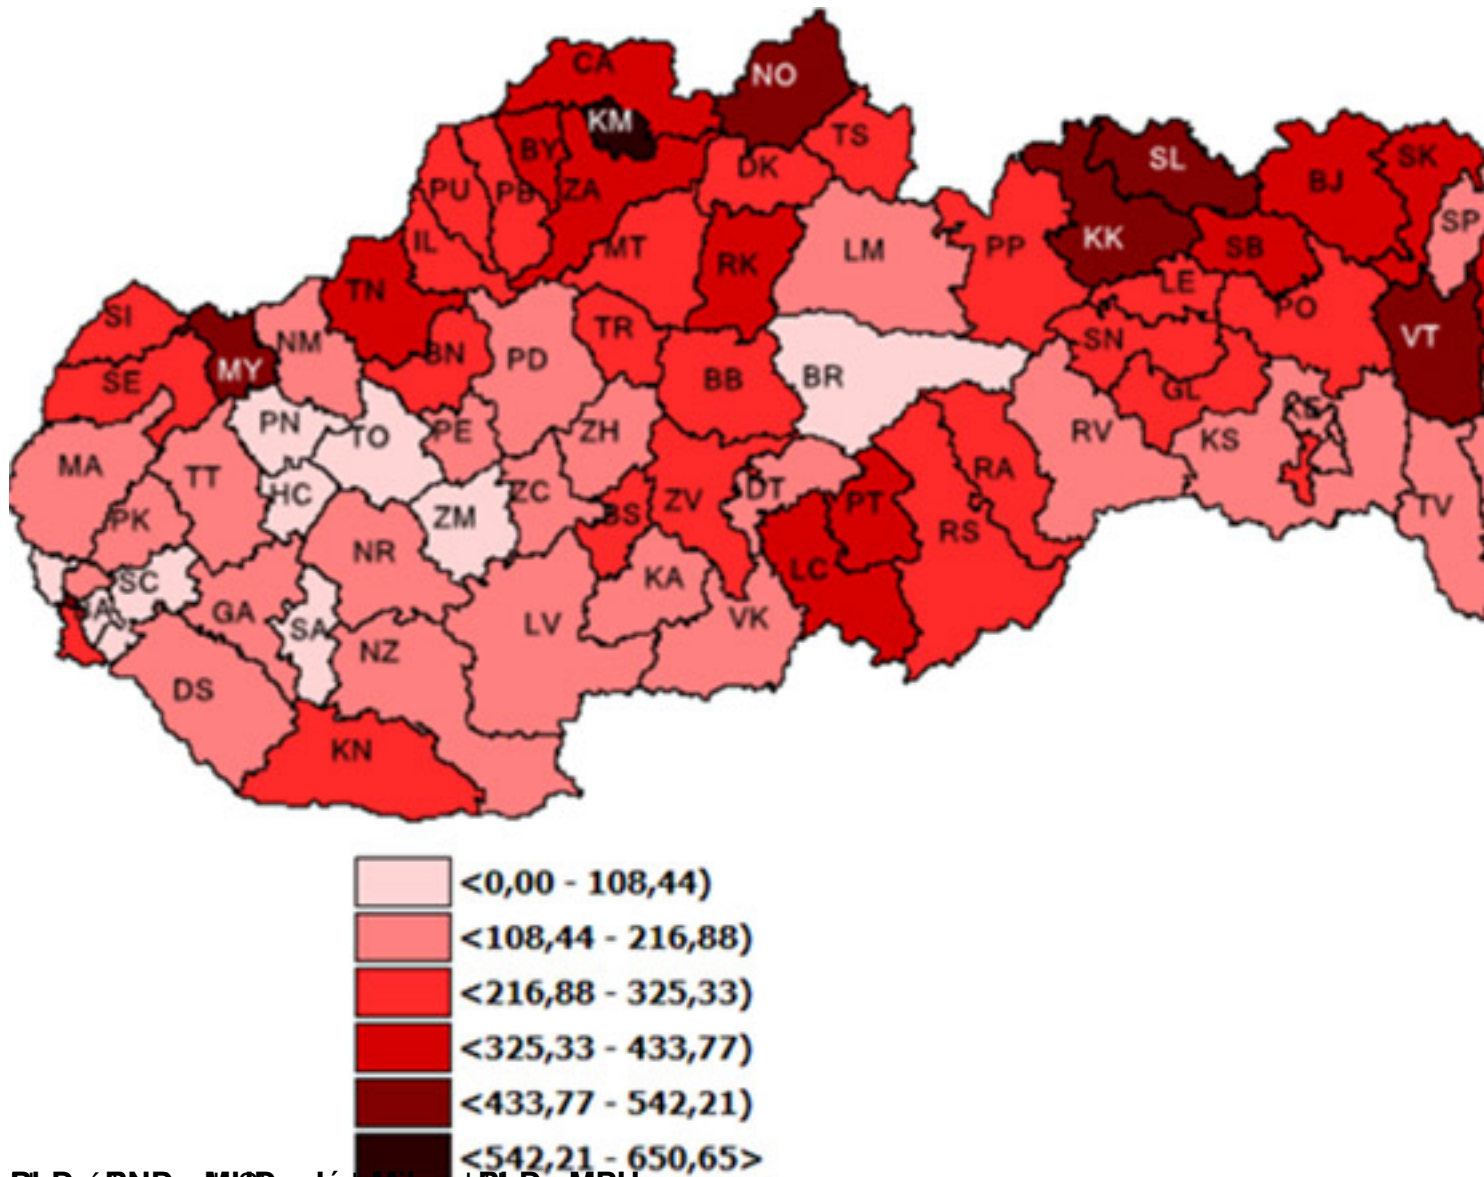 CA
NO
KM
TS
BY
DK
SL
SK
BJ
PU
PB
ZA
SP
IL
MT
RK
LM
PP
KK
SB
TN
LE
PO
SI
NM
BN
TR
SN
VT
MY
PD
BB
BR
SE
GL
PN
TO
PE
ZH
RV
KS
KE
MA
TT
HC
ZC
DT
RA
PK
ZM
BS
ZV
PT
TV
RS
NR
SC
KA
LC
BA
GA
SA
LV
VK
NZ
DS
KN
<0,00 - 108,44)
<108,44 - 216,88)
<216,88 - 325,33)
<325,33 - 433,77)
<433,77 - 542,21)
<542,21 - 650,65>